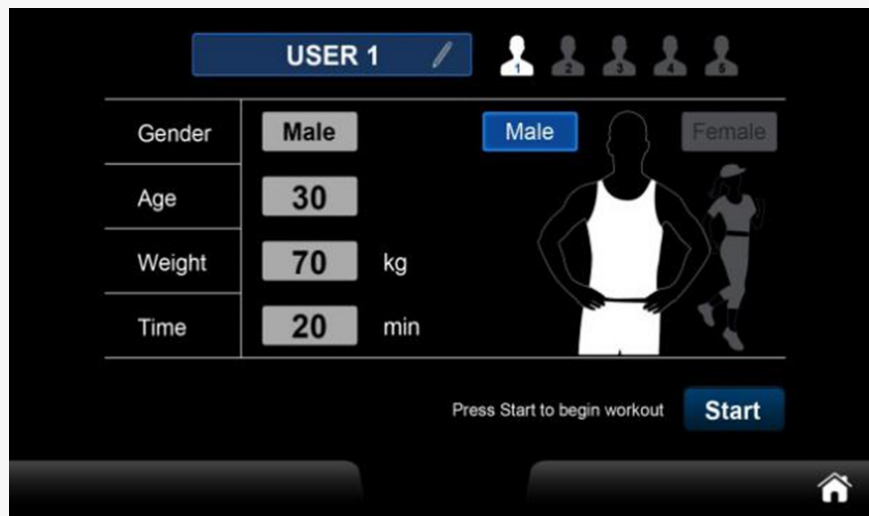 USER 1
1 2 3 4 5
Gender Male Male Female
Age 30
Weight 70 kg
Time 20 min
Press Start to begin workout Start